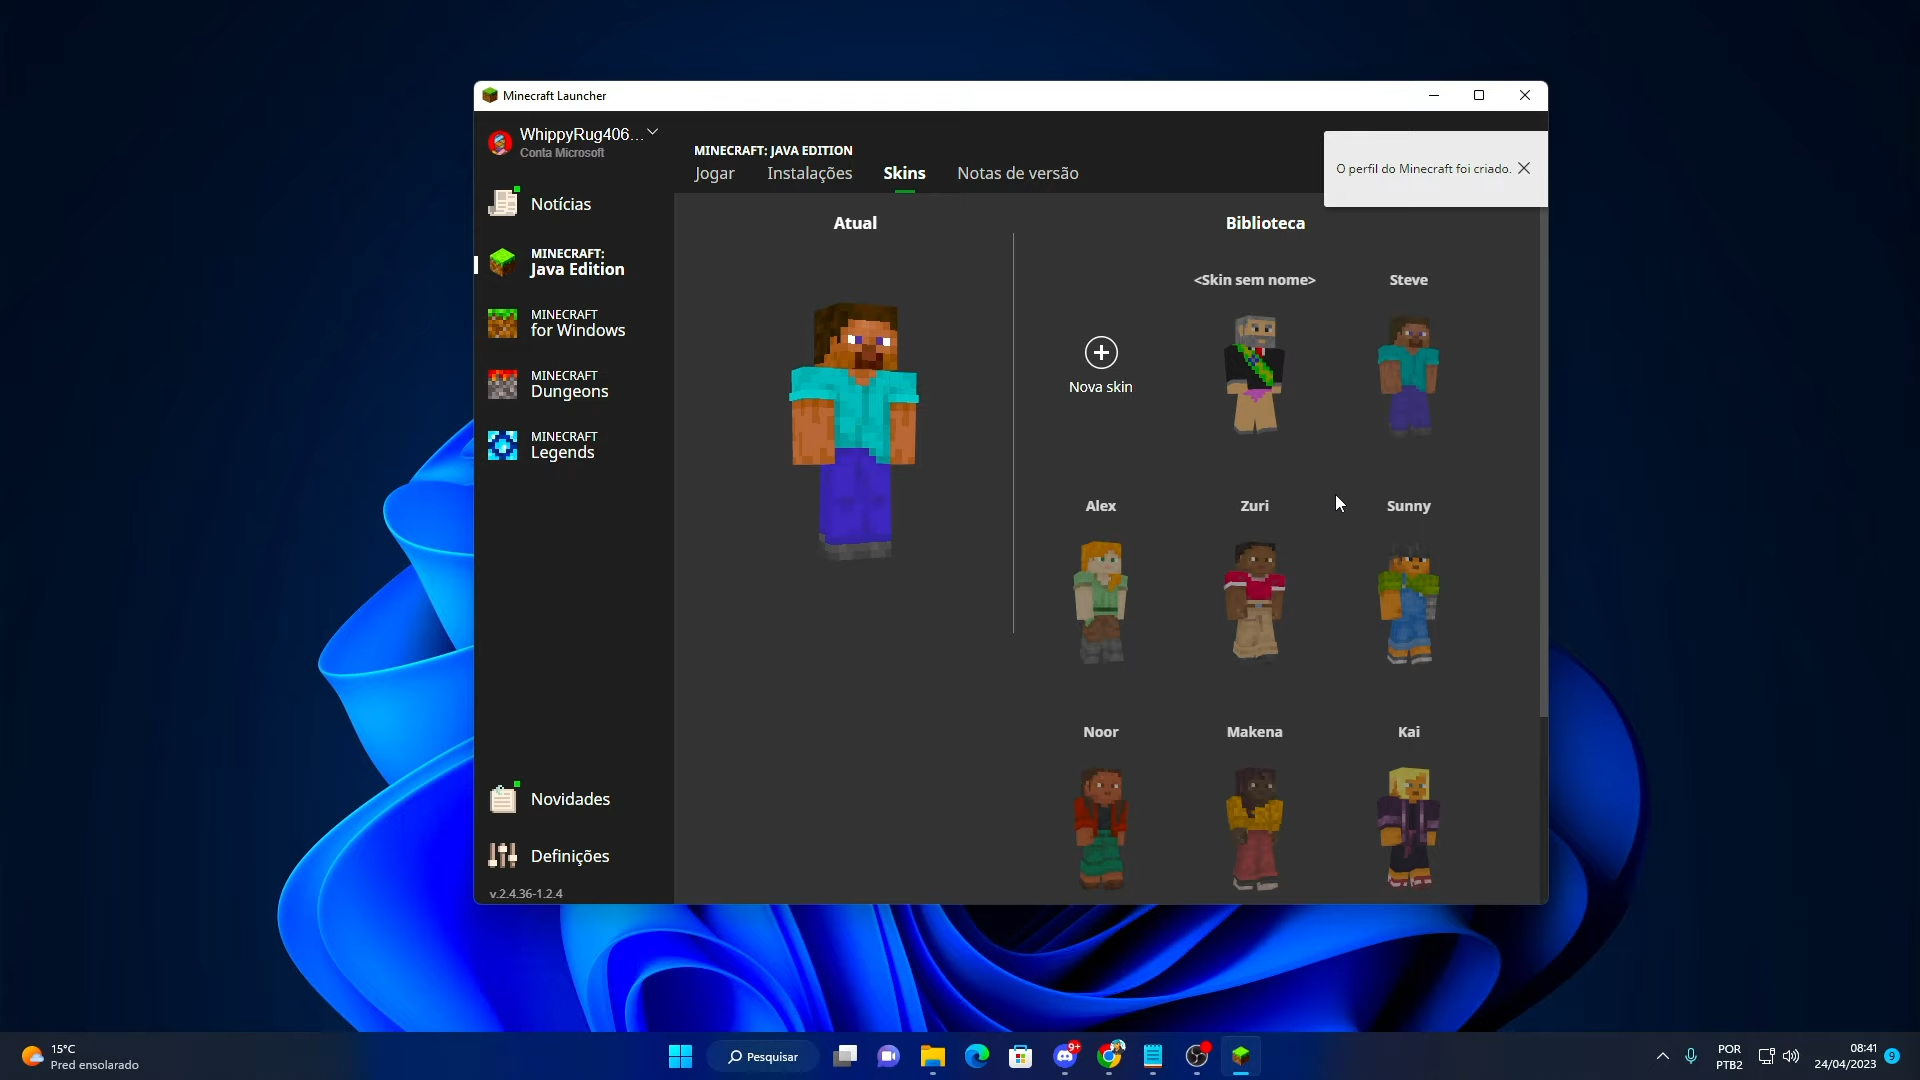 Minecraft Launcher
WhippyRug406...
Conta Microsoft
Notícias
MINECRAFT:
Java Edition
MINECRAFT
for Windows
MINECRAFT
Dungeons
MINECRAFT
Legends
Novidades
Definições
v.2.4.36-1.2.4
MINECRAFT: JAVA EDITION
Jogar
Instalações
Skins
Notas de versão
O perfil do Minecraft foi criado.
Atual
Biblioteca
Nova skin
<Skin sem nome>
Steve
Alex
Zuri
Sunny
Noor
Makena
Kai
15°C
Pred ensolarado
Pesquisar
9+
POR
PTB2
08:41
24/04/2023
9